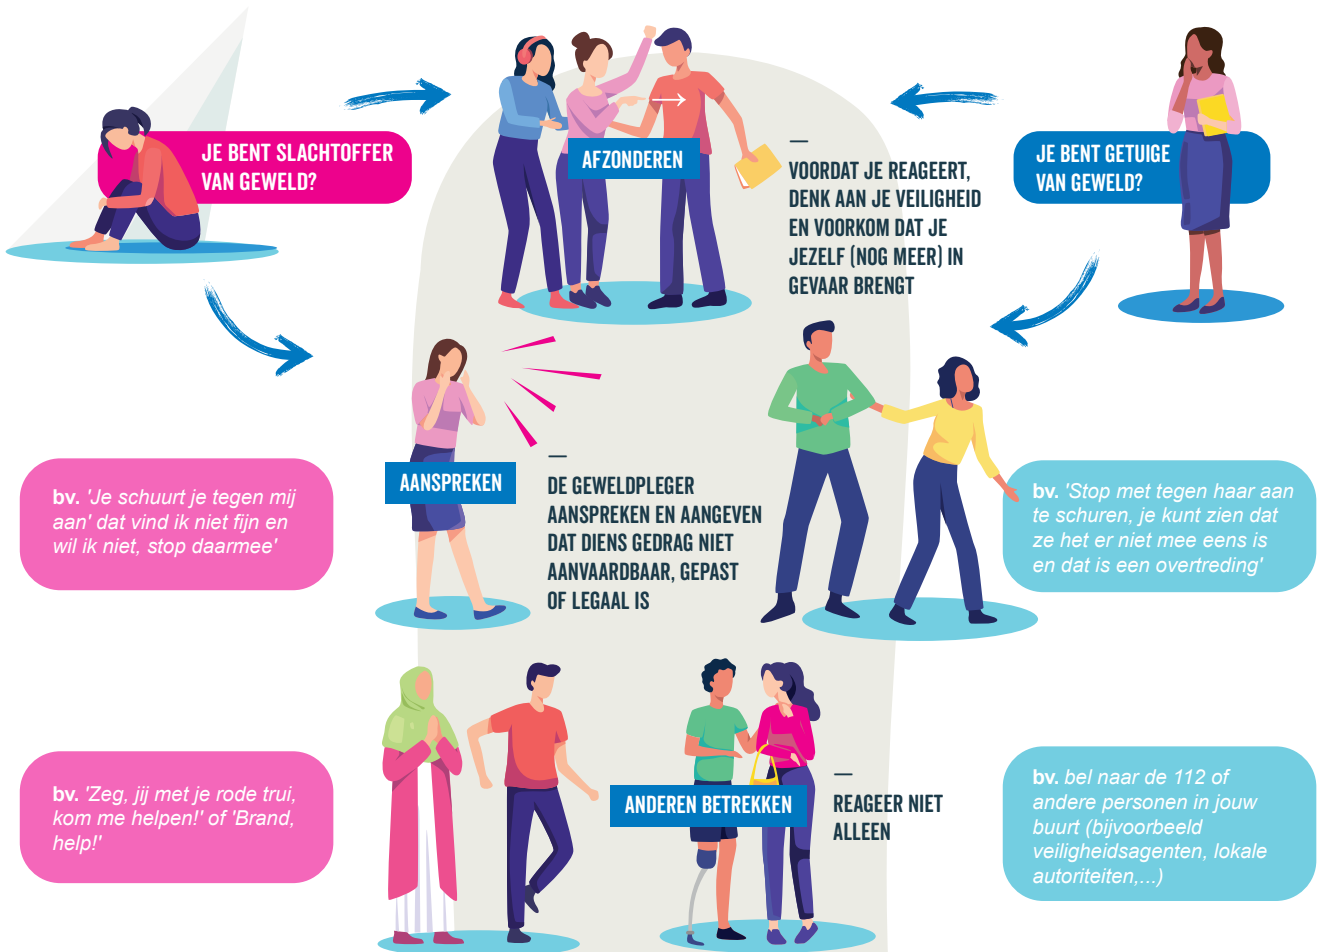 JE BENT SLACHTOFFER
VAN GEWELD?
AFZONDEREN
—
VOORDAT JE REAGEERT,
DENK AAN JE VEILIGHEID
EN VOORKOM DAT JE
JEZELF (NOG MEER) IN
GEVAAR BRENGT
JE BENT GETUIGE
VAN GEWELD?
bv. 'Je schuurt je tegen mij
aan' dat vind ik niet fijn en
wil ik niet, stop daarmee'
AANSPREKEN
—
DE GEWELDPLEGER
AANSPREKEN EN AANGEVEN
DAT DIENS GEDRAG NIET
AANVAARDBAAR, GEPAST
OF LEGAAL IS
bv. 'Stop met tegen haar aan
te schuren, je kunt zien dat
ze het er niet mee eens is
en dat is een overtreding'
bv. 'Zeg, jij met je rode trui,
kom me helpen!' of 'Brand,
help!'
ANDEREN BETREKKEN
—
REAGEER NIET
ALLEEN
bv. bel naar de 112 of
andere personen in jouw
buurt (bijvoorbeeld
veiligheidsagenten, lokale
autoriteiten,...)